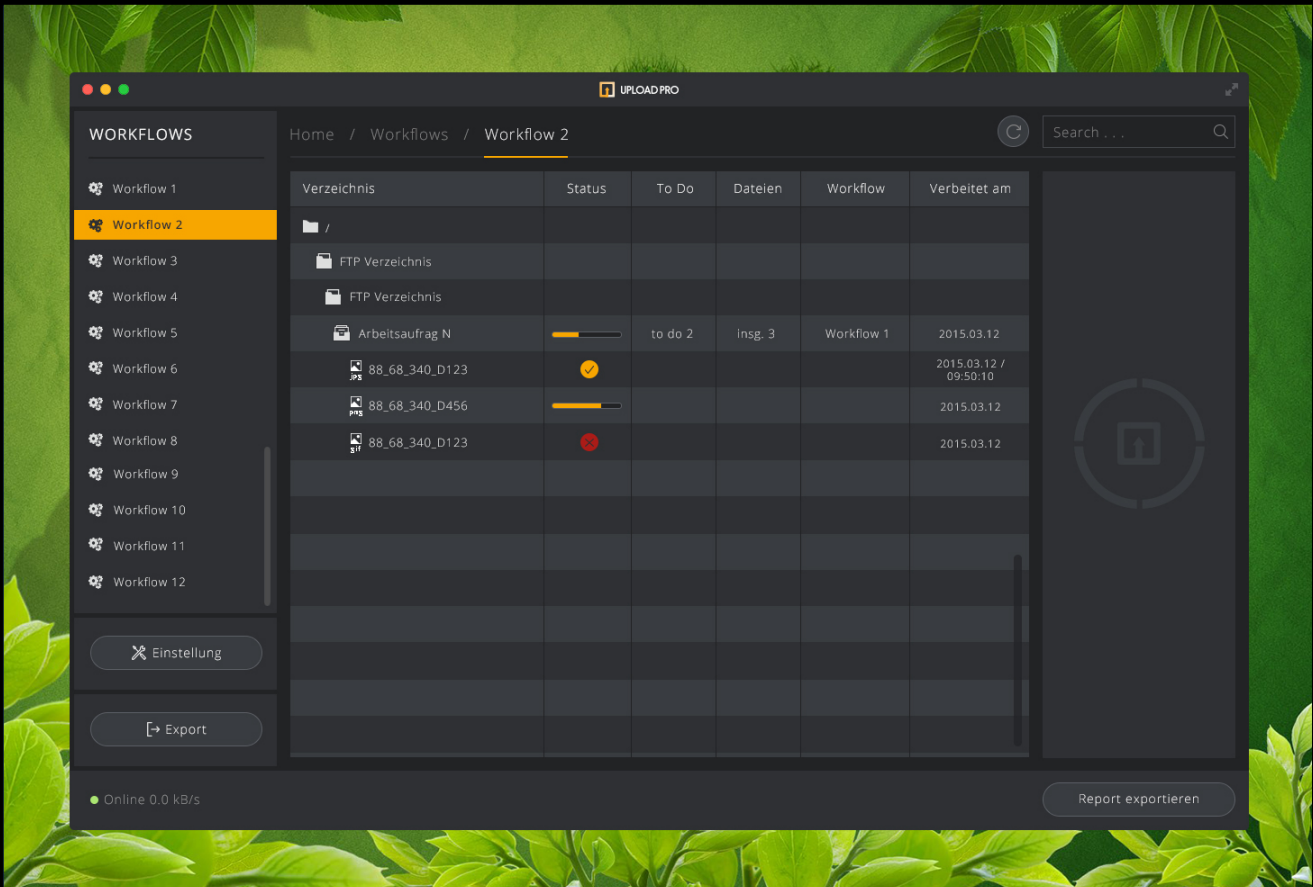 UPLOAD PRO
WORKFLOWS
Home / Workflows / Workflow 2
Search . . .
Workflow 1
Workflow 2
Workflow 3
Workflow 4
Workflow 5
Workflow 6
Workflow 7
Workflow 8
Workflow 9
Workflow 10
Workflow 11
Workflow 12
Einstellung
Export
Verzeichnis Status To Do Dateien Workflow Verbeitet am
/
FTP Verzeichnis
FTP Verzeichnis
Arbeitsaufrag N to do 2 insg. 3 Workflow 1 2015.03.12
jpg 88_68_340_D123 2015.03.12 /
09:50:10
png 88_68_340_D456 2015.03.12
gif 88_68_340_D123 2015.03.12
Online 0.0 kB/s
Report exportieren